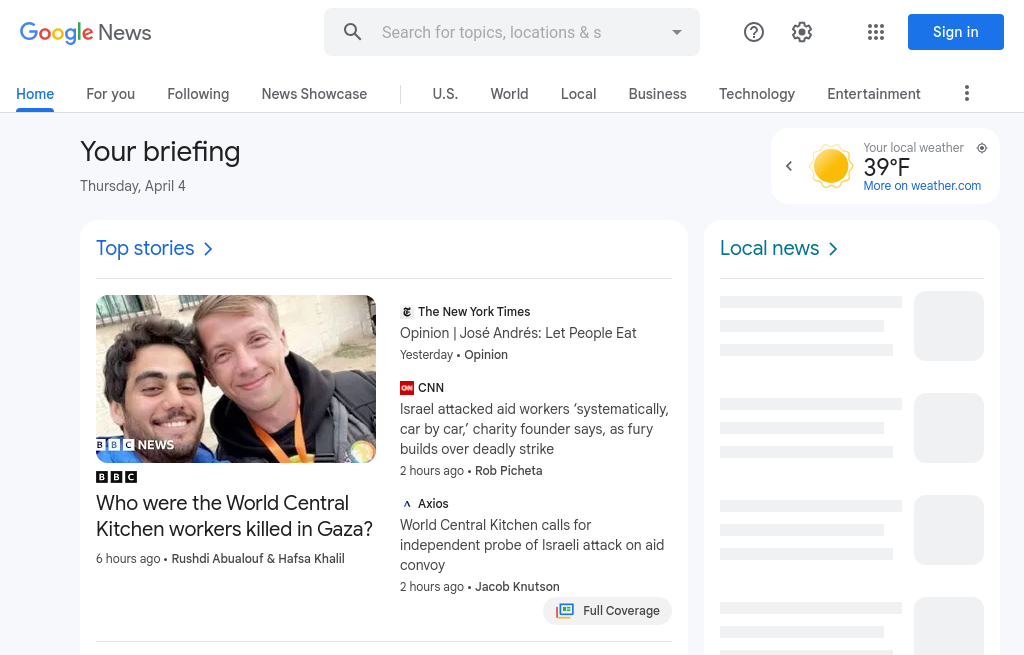 Google News
Search for topics, locations & s
Sign in
Home
For you
Following
News Showcase
U.S.
World
Local
Business
Technology
Entertainment
Your briefing
Thursday, April 4
Your local weather
39°F
More on weather.com
Top stories
BBC NEWS
BBC
Who were the World Central
Kitchen workers killed in Gaza?
6 hours ago • Rushdi Abualouf & Hafsa Khalil
The New York Times
Opinion | José Andrés: Let People Eat
Yesterday • Opinion
CNN
CNN
Israel attacked aid workers ‘systematically,
car by car,’ charity founder says, as fury
builds over deadly strike
2 hours ago • Rob Picheta
Axios
World Central Kitchen calls for
independent probe of Israeli attack on aid
convoy
2 hours ago • Jacob Knutson
Full Coverage
Local news